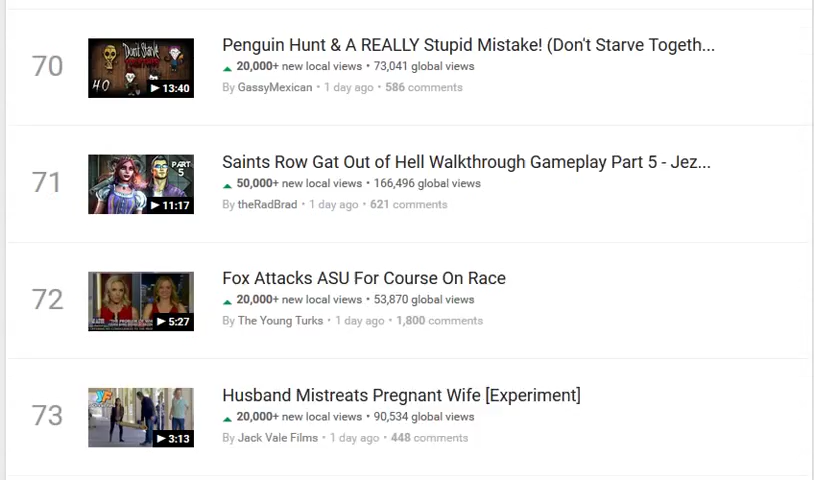 70
Don't Starve
40
13:40
Penguin Hunt & A REALLY Stupid Mistake! (Don't Starve Togeth...
20,000+ new local views • 73,041 global views
By GassyMexican • 1 day ago • 586 comments
71
PART
5
11:17
Saints Row Gat Out of Hell Walkthrough Gameplay Part 5 - Jez...
50,000+ new local views • 166,496 global views
By theRadBrad • 1 day ago • 621 comments
72
5:27
Fox Attacks ASU For Course On Race
20,000+ new local views • 53,870 global views
By The Young Turks • 1 day ago • 1,800 comments
73
3:13
Husband Mistreats Pregnant Wife [Experiment]
20,000+ new local views • 90,534 global views
By Jack Vale Films • 1 day ago • 448 comments